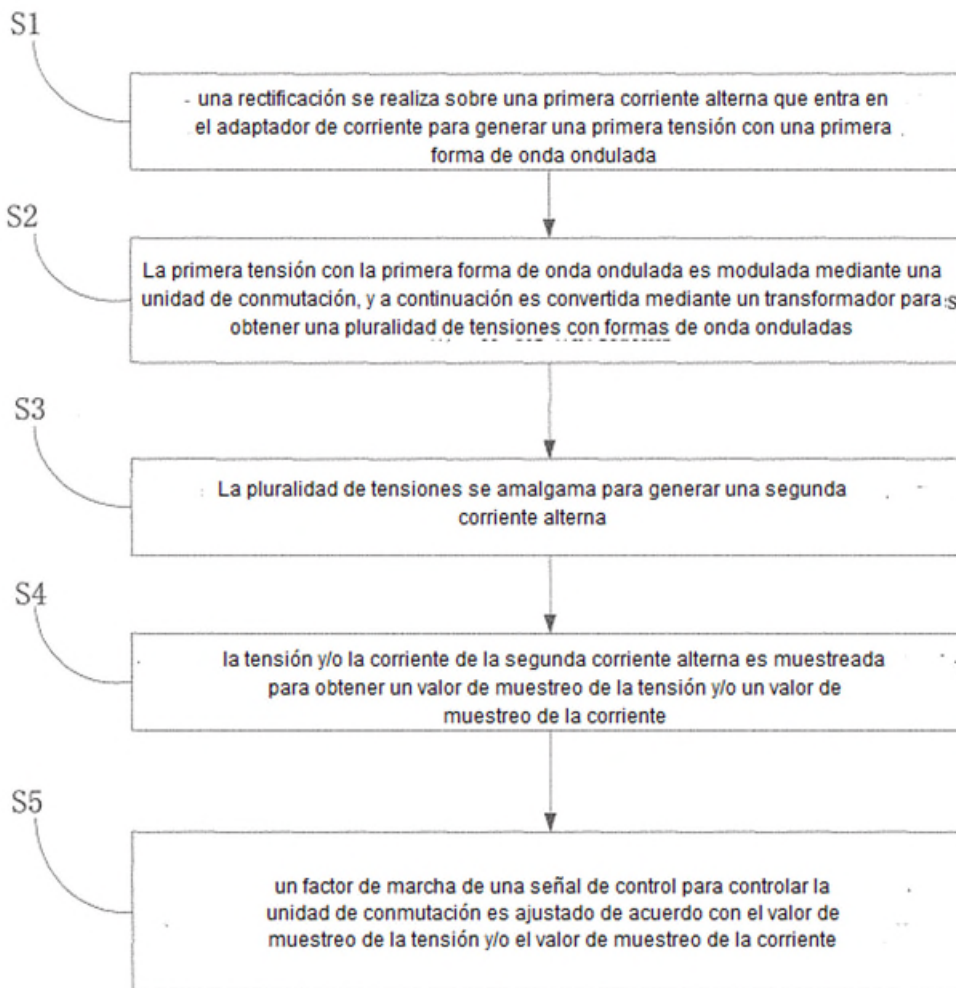 S1
una rectificación se realiza sobre una primera corriente alterna que entra en
el adaptador de corriente para generar una primera tensión con una primera
forma de onda ondulada
S2
La primera tensión con la primera forma de onda ondulada es modulada mediante una
unidad de conmutación, y a continuación es convertida mediante un transformador para
obtener una pluralidad de tensiones con formas de onda onduladas
S3
La pluralidad de tensiones se amalgama para generar una segunda
corriente alterna
S4
la tensión y/o la corriente de la segunda corriente alterna es muestreada
para obtener un valor de muestreo de la tensión y/o un valor de
muestreo de la corriente
S5
un factor de marcha de una señal de control para controlar la
unidad de conmutación es ajustado de acuerdo con el valor de
muestreo de la tensión y/o el valor de muestreo de la corriente